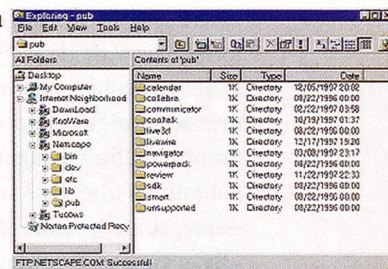 Exploring - pub
File Edit View Tools Help
pub
All Folders
Contents of 'pub'
Desktop
My Computer
Internet Neighborhood
DownLoad
KnoWare
Microsoft
Netscape
bin
dev
etc
lib
pub
Tucows
Norton Protected Recy
Name Size Type Date
calendar 1K Directory 12/05/1997 20:02
collabra 1K Directory 08/22/1996 00:00
communicator 1K Directory 02/02/1998 03:58
cooltalk 1K Directory 10/19/1997 01:37
live3d 1K Directory 08/22/1996 00:00
livewire 1K Directory 12/17/1997 19:20
navigator 1K Directory 03/08/1997 23:17
powerpack 1K Directory 08/22/1996 00:00
review 1K Directory 11/22/1997 22:33
sdk 1K Directory 08/22/1996 00:00
smart 1K Directory 08/22/1996 00:00
unsupported 1K Directory 08/22/1996 00:00
FTP.NETSCAPE.COM: Successful!